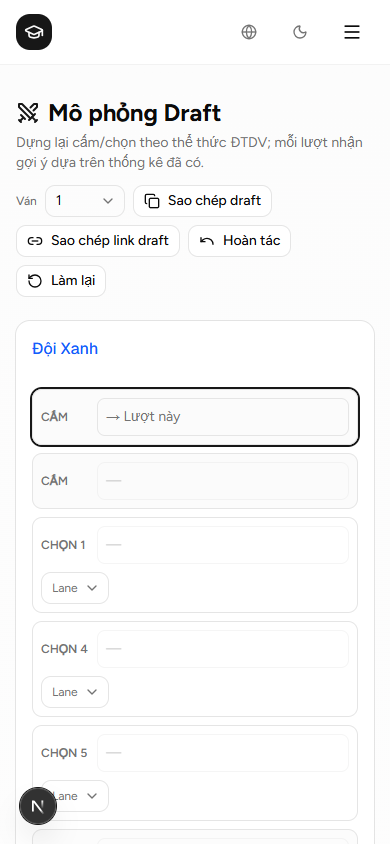 Mô phỏng Draft
Dựng lại cấm/chọn theo thể thức ĐTDV; mỗi lượt nhận
gợi ý dựa trên thống kê đã có.
Ván 1 Sao chép draft
Sao chép link draft Hoàn tác
Làm lại
Đội Xanh
CẤM → Lượt này
CẤM —
CHỌN 1 —
Lane
CHỌN 4 —
Lane
CHỌN 5 —
Lane
N